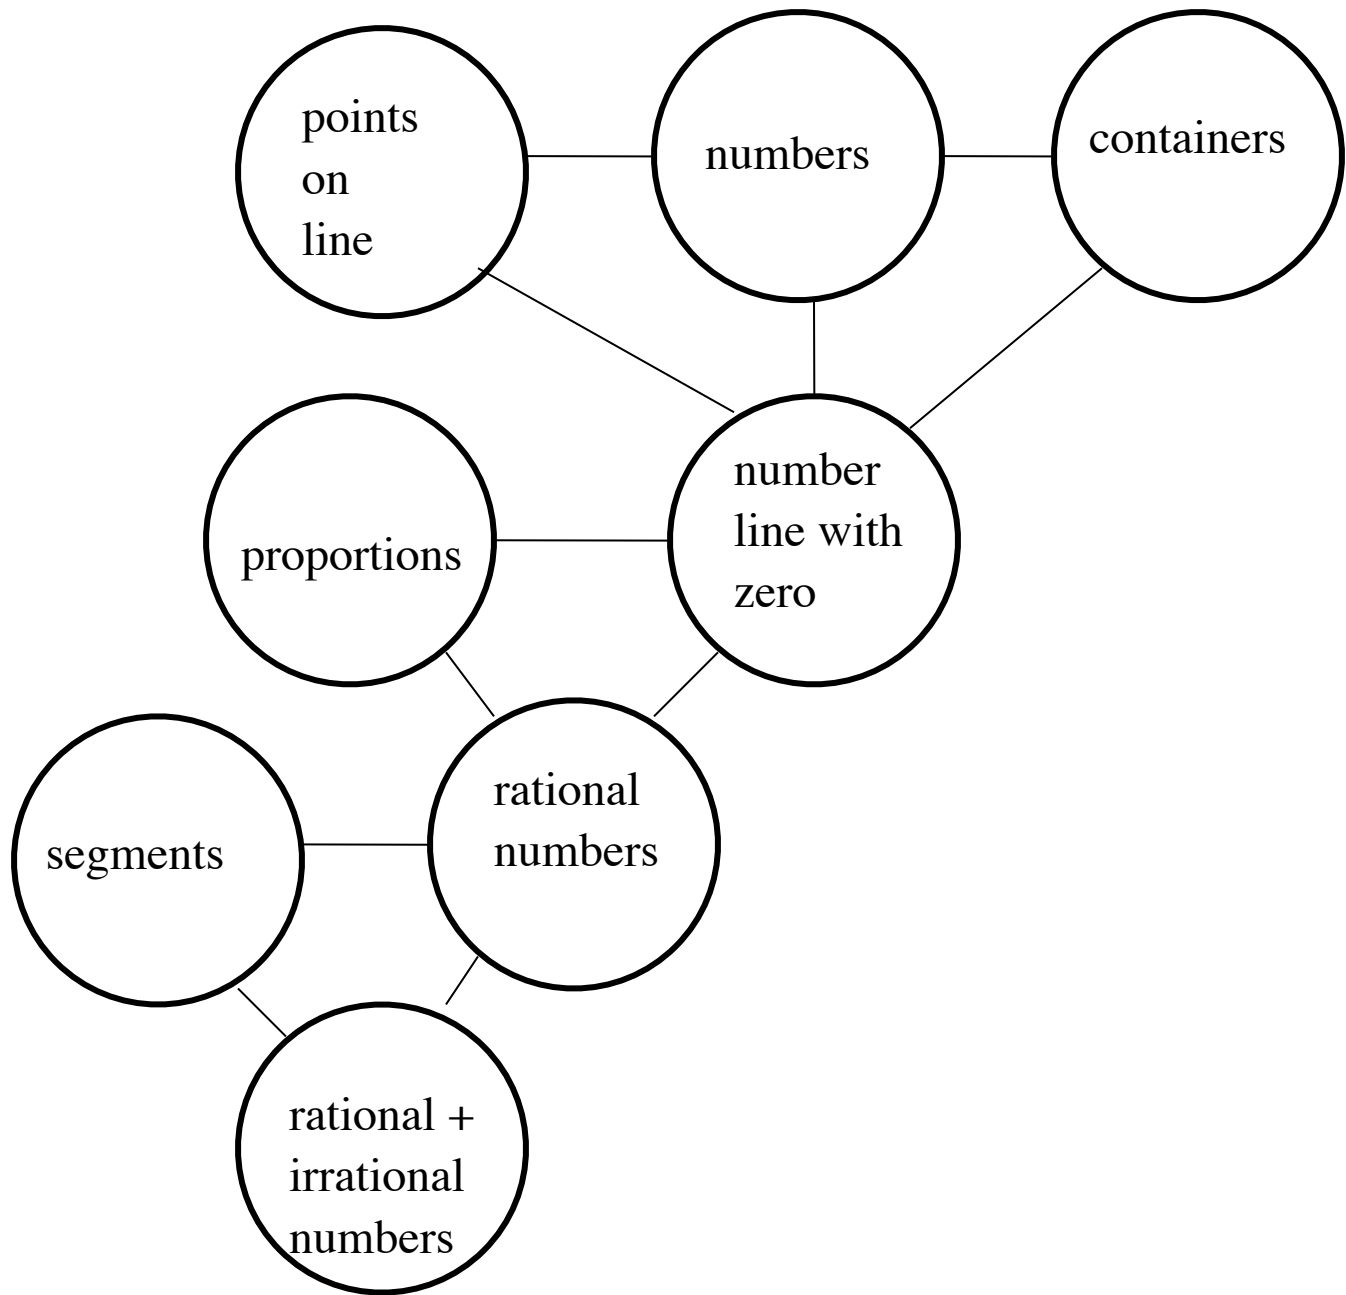 points
on
line
numbers
containers
proportions
number
line with
zero
segments
rational
numbers
rational +
irrational
numbers